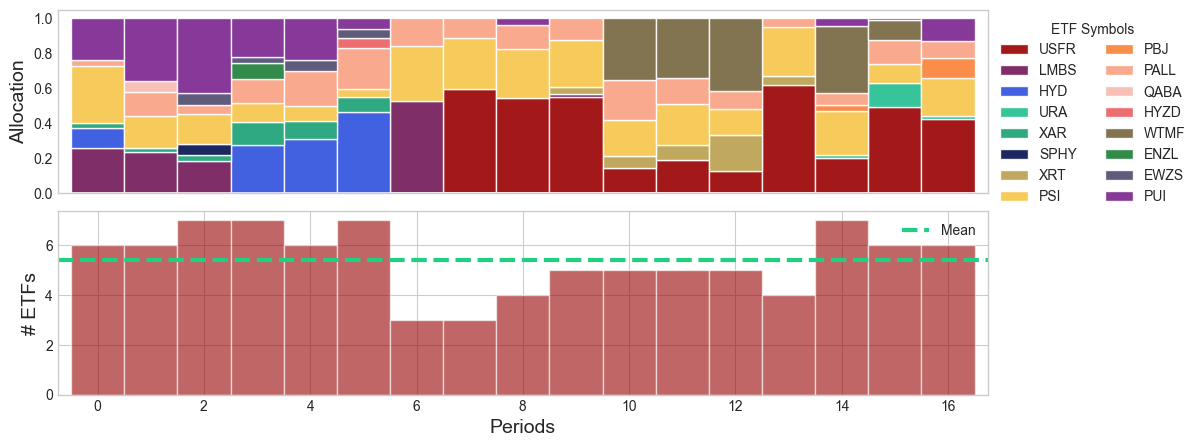 1.0
0.8
0.6
0.4
0.2
0.0
Allocation
ETF Symbols
USFR PBJ
LMBS PALL
HYD QABA
URA HYZD
XAR WTMF
SPHY ENZL
XRT EWZS
PSI PUI
6
4
2
0
# ETFs
Mean
0 2 4 6 8 10 12 14 16
Periods